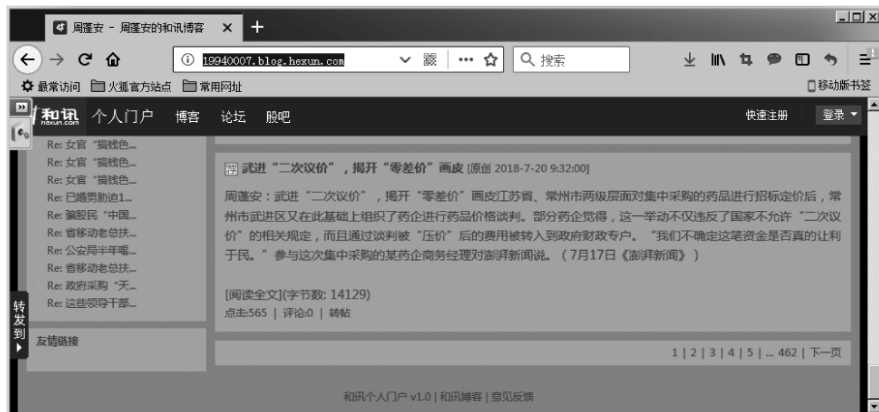 周蓬安 - 周蓬安的和讯博客
19940007.blog.hexun.com
搜索
最常访问 火狐官方站点 常用网址 移动版书签
和讯 hexun.com 个人门户 博客 论坛 股吧 快速注册 登录
Re: 女官“搞钱色...
Re: 女官“搞钱色...
Re: 女官“搞钱色...
Re: 已婚男胁迫1...
Re: 骗股民“中国...
Re: 省移动老总扶...
Re: 公安局半年喝...
Re: 省移动老总扶...
Re: 政府采购“天...
Re: 这些领导干部...
友情链接
武进“二次议价”，揭开“零差价”画皮 [原创 2018-7-20 9:32:00]
周蓬安：武进“二次议价”，揭开“零差价”画皮江苏省、常州市两级层面对集中采购的药品进行招标定价后，常
州市武进区又在此基础上组织了药企进行药品价格谈判。部分药企觉得，这一举动不仅违反了国家不允许“二次议
价”的相关规定，而且通过谈判被“压价”后的费用被转入到政府财政专户。“我们不确定这笔资金是否真的让利
于民。”参与这次集中采购的某药企商务经理对澎湃新闻说。（7月17日《澎湃新闻》）
[阅读全文](字节数: 14129)
点击:565 | 评论:0 | 转帖
1 | 2 | 3 | 4 | 5 | ... 462 | 下一页
转发到
和讯个人门户 v1.0 | 和讯博客 | 意见反馈